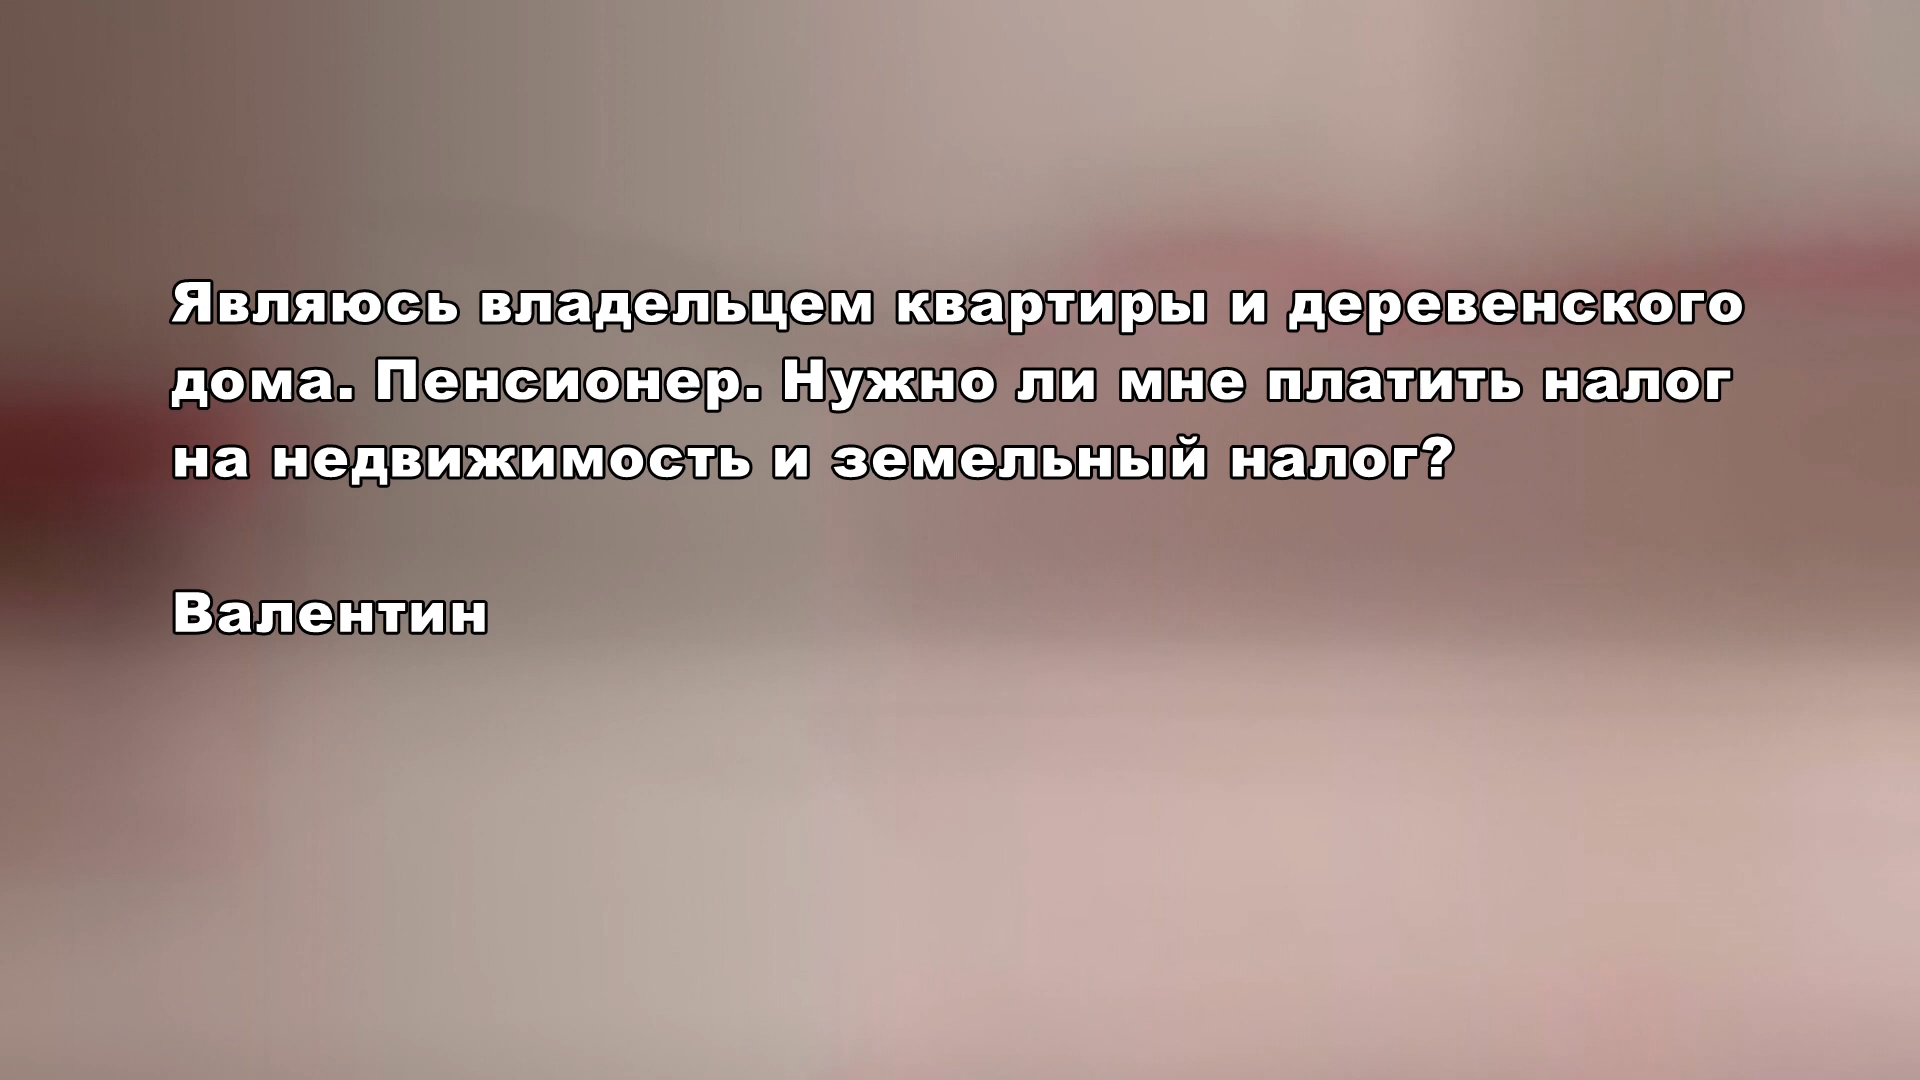 Являюсь владельцем квартиры и деревенского
дома. Пенсионер. Нужно ли мне платить налог
на недвижимость и земельный налог?
Валентин